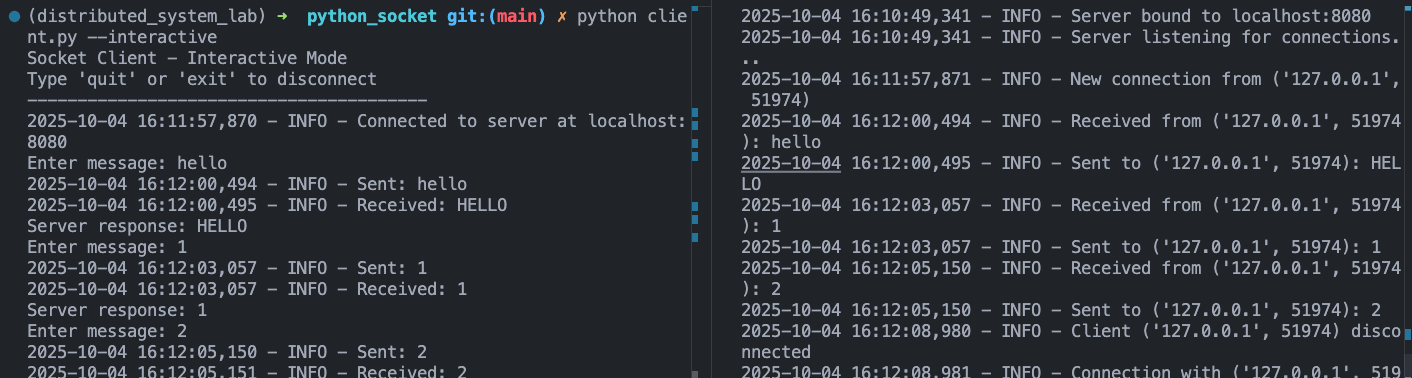 (distributed_system_lab) ➜ python_socket git:(main) ✗ python clie
nt.py --interactive
Socket Client - Interactive Mode
Type 'quit' or 'exit' to disconnect
----------------------------------------
2025-10-04 16:11:57,870 - INFO - Connected to server at localhost:
8080
Enter message: hello
2025-10-04 16:12:00,494 - INFO - Sent: hello
2025-10-04 16:12:00,495 - INFO - Received: HELLO
Server response: HELLO
Enter message: 1
2025-10-04 16:12:03,057 - INFO - Sent: 1
2025-10-04 16:12:03,057 - INFO - Received: 1
Server response: 1
Enter message: 2
2025-10-04 16:12:05,150 - INFO - Sent: 2
2025-10-04 16:12:05,151 - INFO - Received: 2
2025-10-04 16:10:49,341 - INFO - Server bound to localhost:8080
2025-10-04 16:10:49,341 - INFO - Server listening for connections.
..
2025-10-04 16:11:57,871 - INFO - New connection from ('127.0.0.1',
 51974)
2025-10-04 16:12:00,494 - INFO - Received from ('127.0.0.1', 51974
): hello
2025-10-04 16:12:00,495 - INFO - Sent to ('127.0.0.1', 51974): HEL
LO
2025-10-04 16:12:03,057 - INFO - Received from ('127.0.0.1', 51974
): 1
2025-10-04 16:12:03,057 - INFO - Sent to ('127.0.0.1', 51974): 1
2025-10-04 16:12:05,150 - INFO - Received from ('127.0.0.1', 51974
): 2
2025-10-04 16:12:05,150 - INFO - Sent to ('127.0.0.1', 51974): 2
2025-10-04 16:12:08,980 - INFO - Client ('127.0.0.1', 51974) disco
nnected
2025-10-04 16:12:08,981 - INFO - Connection with ('127.0.0.1', 519